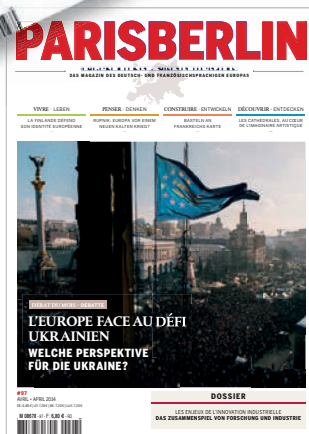 PARISBERLIN
DAS MAGAZIN DES DEUTSCH- UND FRANZÖSISCHSPRACHIGEN EUROPAS
VIVRE · LEBEN
LA FINLANDE DÉFEND
SON IDENTITÉ EUROPÉENNE
PENSER · DENKEN
RUPNIK: EUROPA VOR EINEM
NEUEN KALTEN KRIEG?
CONSTRUIRE · ENTWICKELN
BASTELN AN
FRANKREICHS KARTE
DÉCOUVRIR · ENTDECKEN
LES CATHÉDRALES, AU CŒUR
DE L'IMAGINAIRE ARTISTIQUE
DÉBAT DU MOIS · DEBATTE
L'EUROPE FACE AU DÉFI
UKRAINIEN
WELCHE PERSPEKTIVE
FÜR DIE UKRAINE?
#97
AVRIL • APRIL 2014
DOSSIER
LES ENJEUX DE L'INNOVATION INDUSTRIELLE
DAS ZUSAMMENSPIEL VON FORSCHUNG UND INDUSTRIE